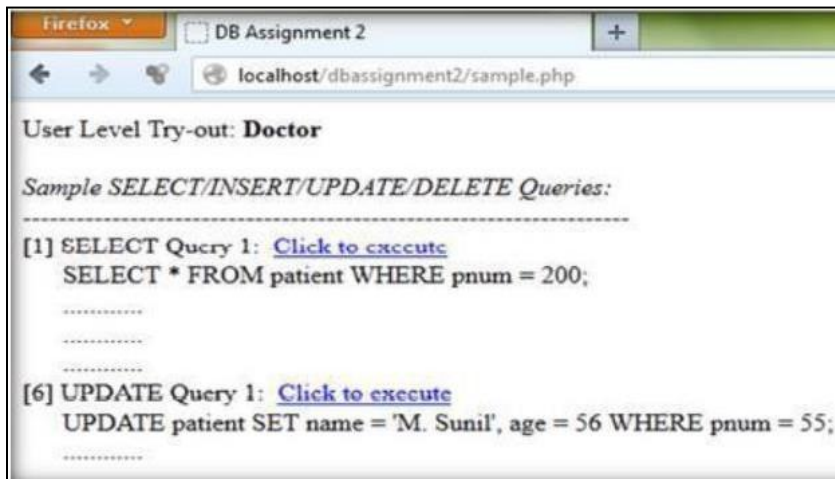 Firefox
DB Assignment 2
+
localhost/dbassignment2/sample.php
User Level Try-out: Doctor
Sample SELECT/INSERT/UPDATE/DELETE Queries:
--------------------------------------------------------------------
[1] SELECT Query 1: Click to execute
SELECT * FROM patient WHERE pnum = 200;
.............
.............
.............
[6] UPDATE Query 1: Click to execute
UPDATE patient SET name = 'M. Sunil', age = 56 WHERE pnum = 55;
.............